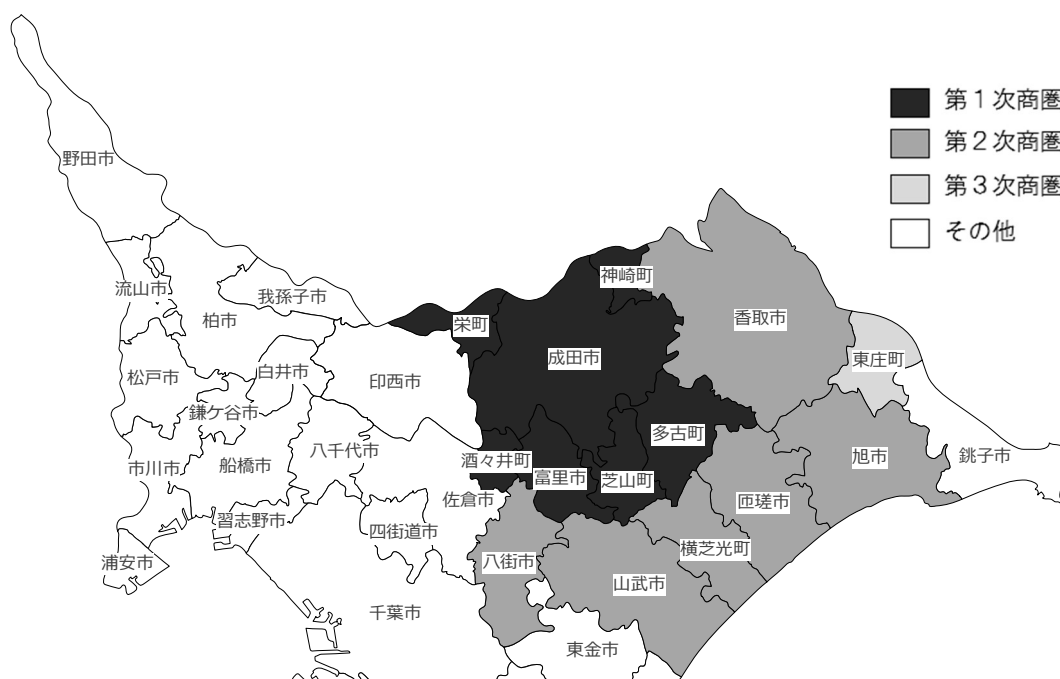 第１次商圏
第２次商圏
第３次商圏
その他
野田市
流山市
我孫子市
柏市
神崎町
栄町
香取市
成田市
東庄町
松戸市
白井市
印西市
鎌ケ谷市
多古町
市川市
船橋市
八千代市
酒々井町
富里市
芝山町
旭市
銚子市
佐倉市
匝瑳市
習志野市
四街道市
浦安市
八街市
横芝光町
山武市
千葉市
東金市